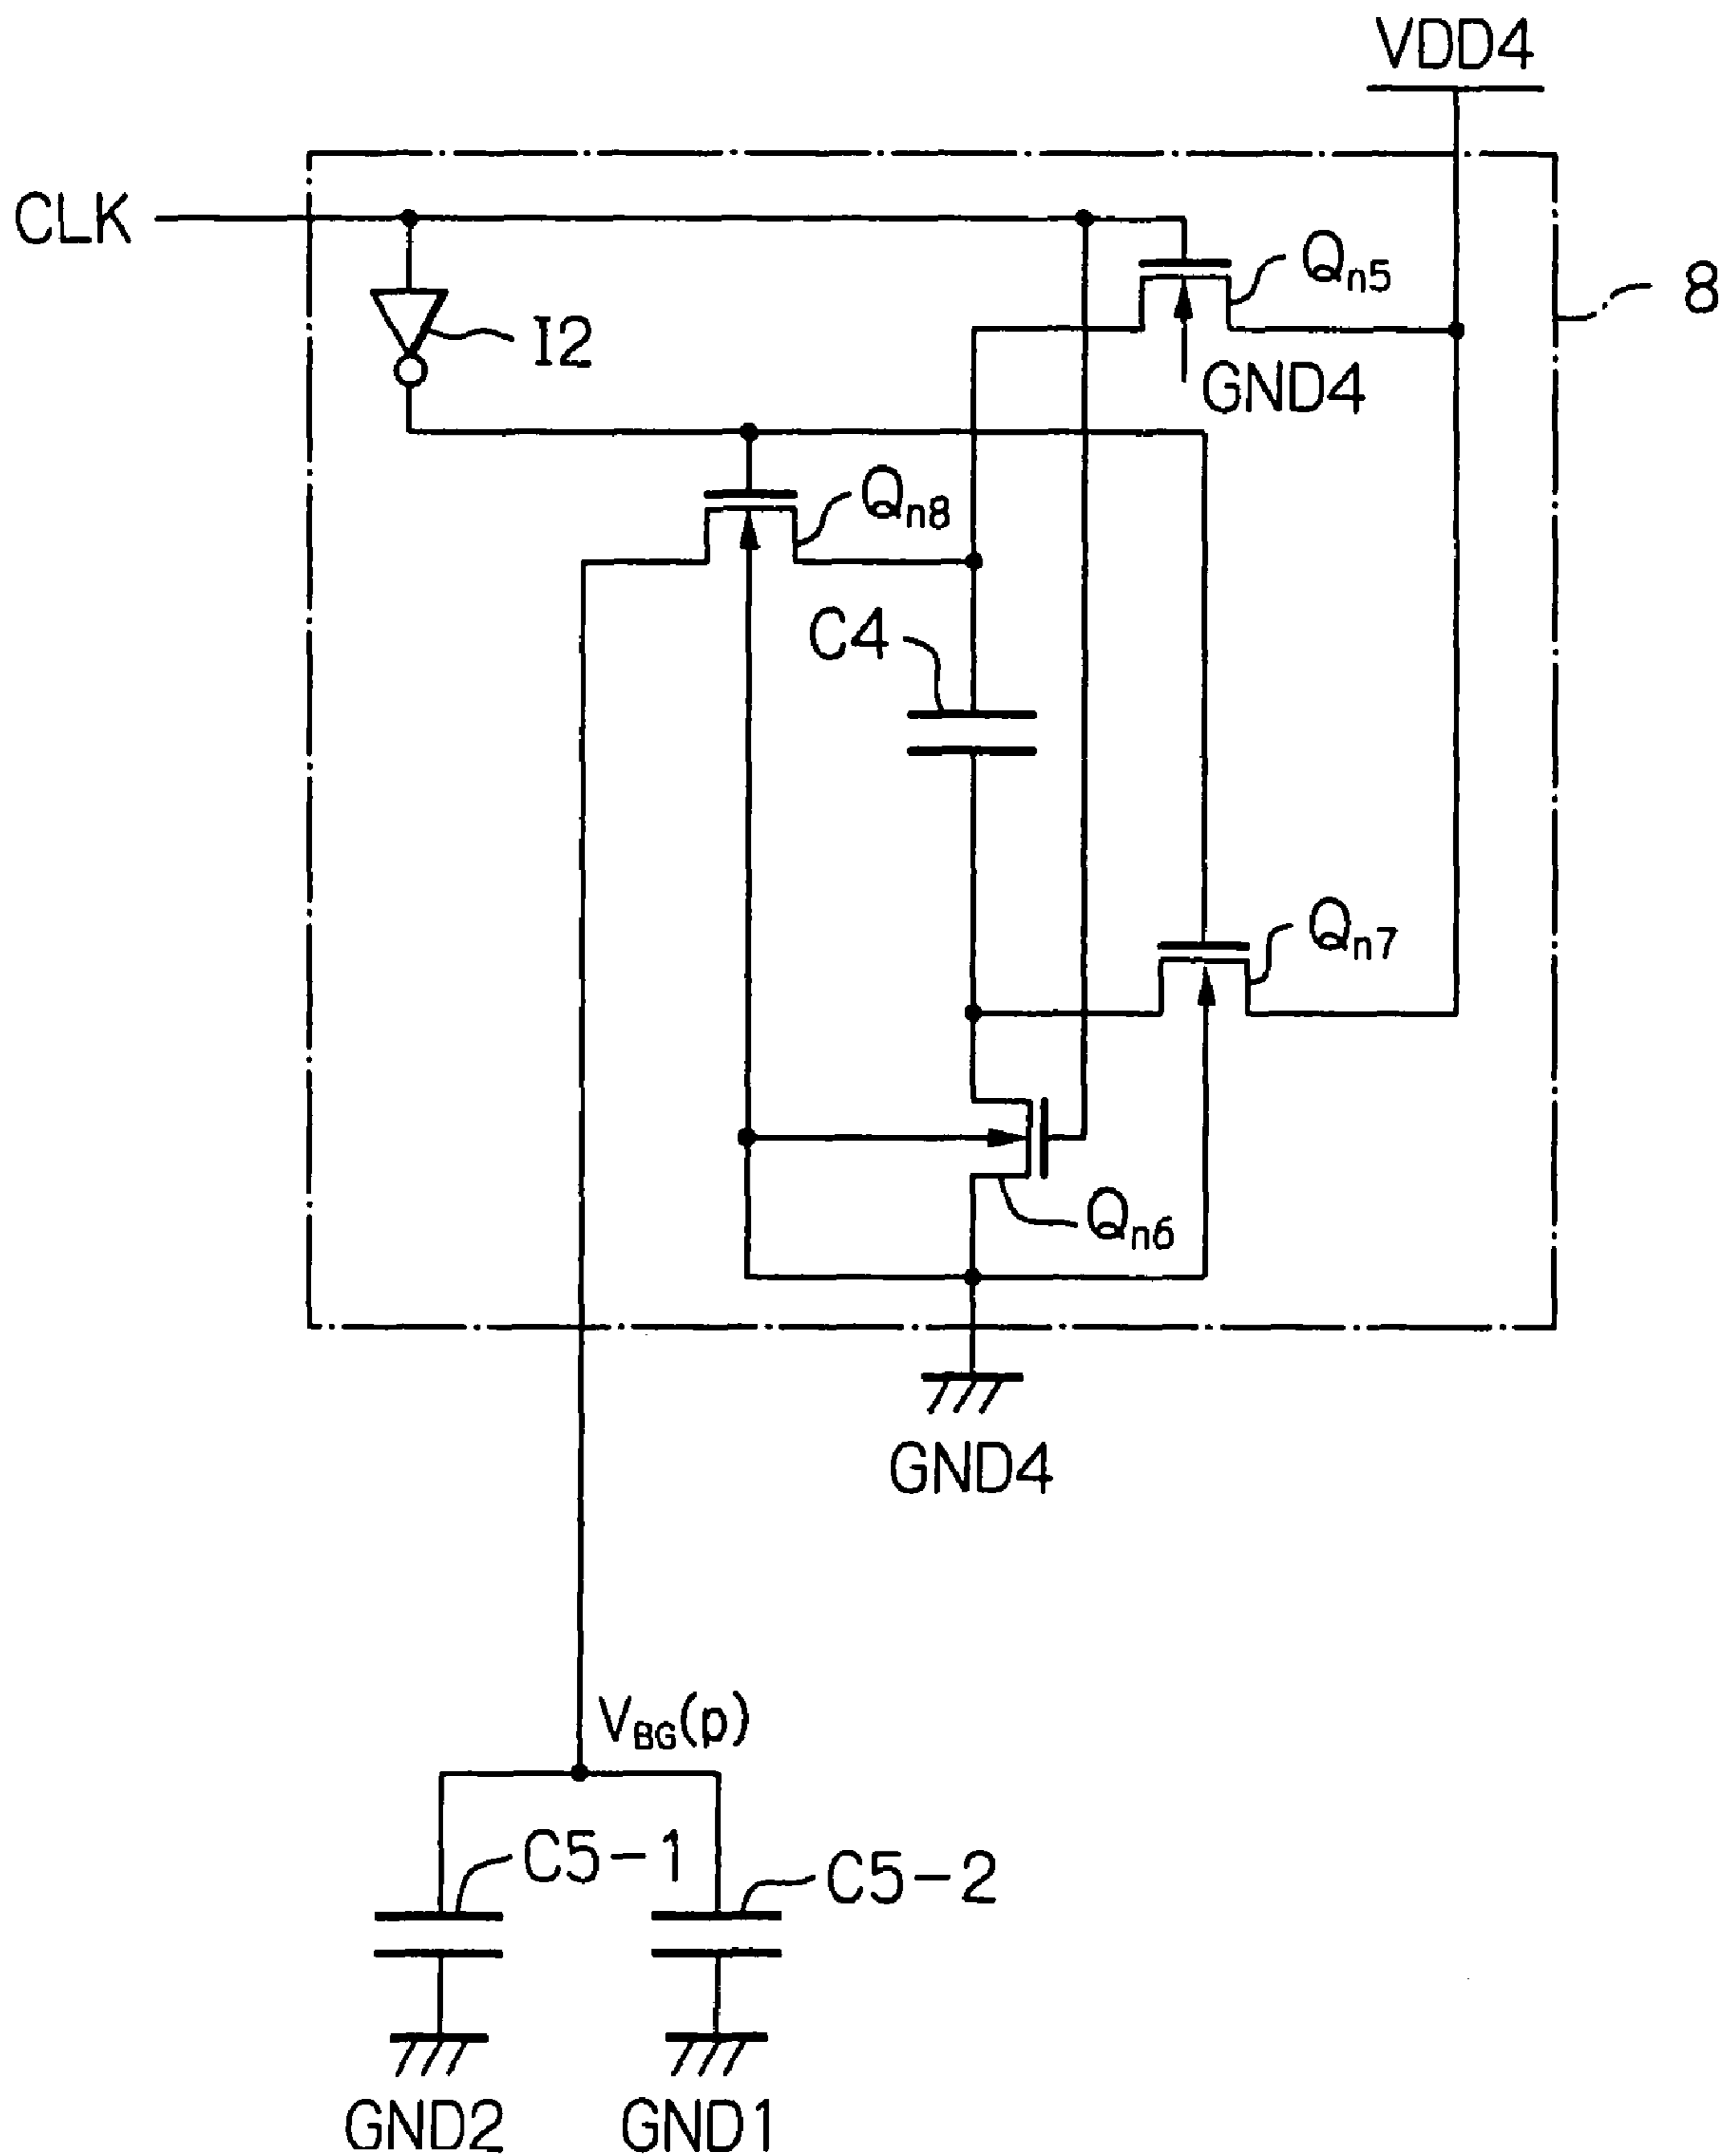 VDD4
CLK
Qn5
8
I2
GND4
Qn8
C4
Qn7
Qn6
GND4
VBG(p)
C5-1
C5-2
GND2
GND1